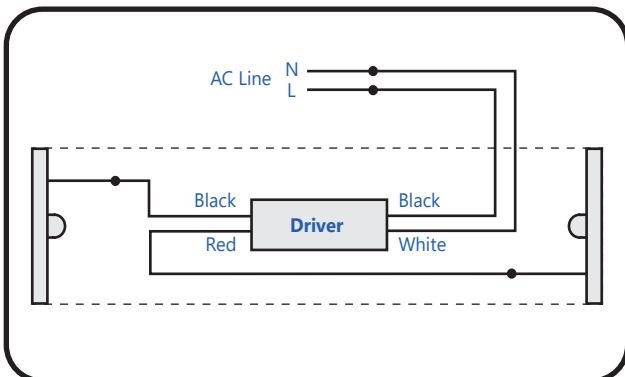 AC Line N
L
Black
Black
Driver
Red
White